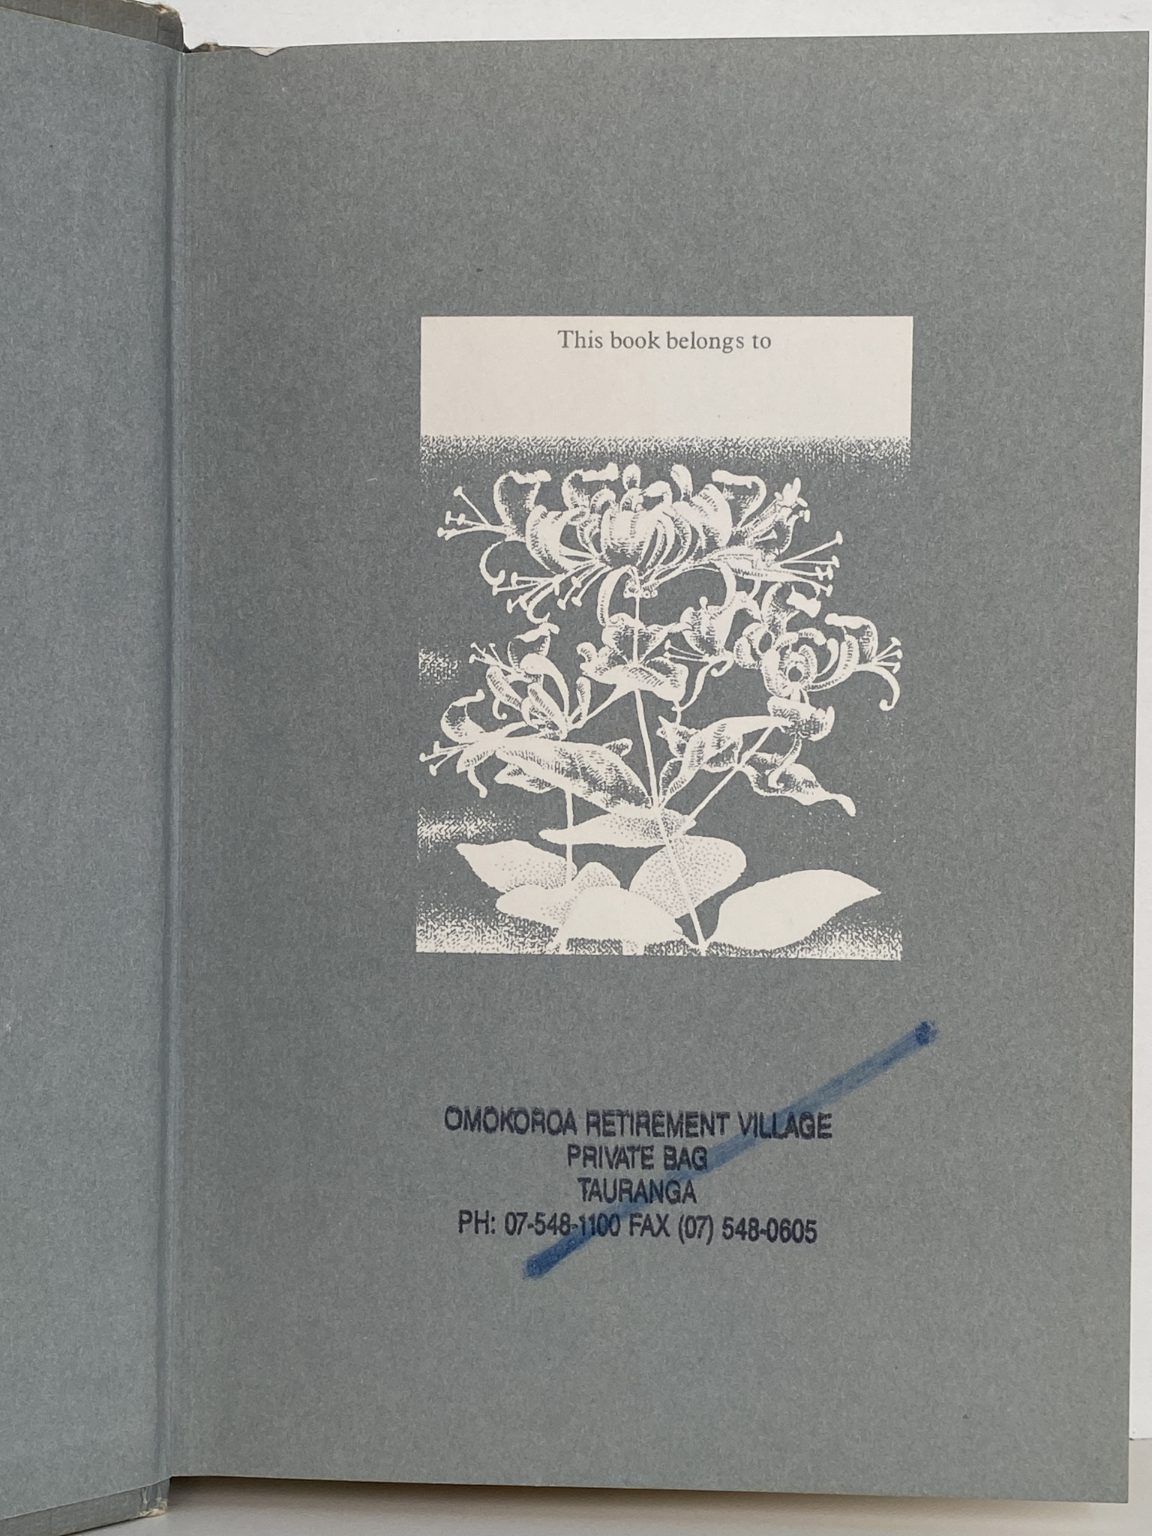 This book belongs to
OMOKOROA RETIREMENT VILLAGE
PRIVATE BAG
TAURANGA
PH: 07-548-1100 FAX (07) 548-0605